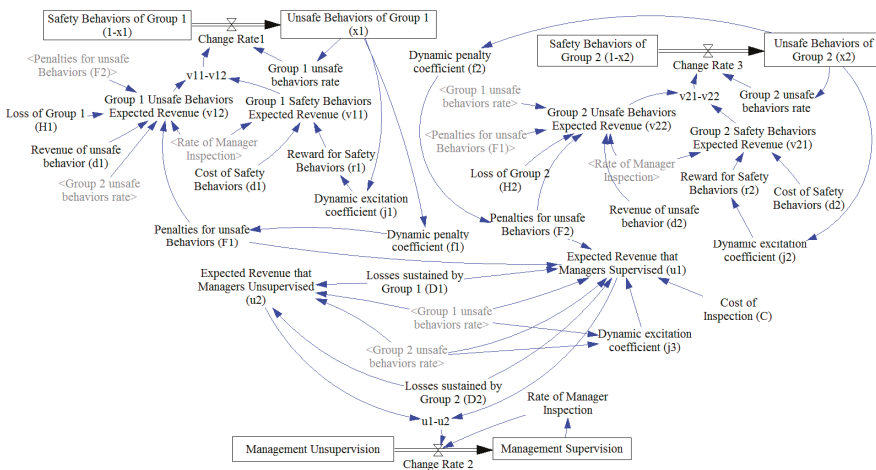 Safety Behaviors of Group 1
(1-x1)
Unsafe Behaviors of Group 1
(x1)
Change Rate1
<Penalties for unsafe
Behaviors (F2)>
v11-v12
Group 1 unsafe
behaviors rate
Group 1 Unsafe Behaviors
Expected Revenue (v12)
Group 1 Safety Behaviors
Expected Revenue (v11)
Loss of Group 1
(H1)
<Rate of Manager
Inspection>
Revenue of unsafe
behavior (d1)
Reward for Safety
Behaviors (r1)
Cost of Safety
Behaviors (d1)
<Group 2 unsafe
behaviors rate>
Dynamic excitation
coefficient (j1)
Penalties for unsafe
Behaviors (F1)
Dynamic penalty
coefficient (f1)
Dynamic penalty
coefficient (f2)
Safety Behaviors of
Group 2 (1-x2)
Unsafe Behaviors of
Group 2 (x2)
Change Rate 3
<Group 1 unsafe
behaviors rate>
v21-v22
Group 2 unsafe
behaviors rate
Group 2 Unsafe Behaviors
Expected Revenue (v22)
<Penalties for unsafe
Behaviors (F1)>
Group 2 Safety Behaviors
Expected Revenue (v21)
<Rate of Manager
Inspection>
Loss of Group 2
(H2)
Reward for Safety
Behaviors (r2)
Cost of Safety
Behaviors (d2)
Penalties for unsafe
Behaviors (F2)
Revenue of unsafe
behavior (d2)
Dynamic excitation
coefficient (j2)
Expected Revenue that
Managers Supervised (u1)
Expected Revenue that
Managers Unsupervised
(u2)
Losses sustained by
Group 1 (D1)
<Group 1 unsafe
behaviors rate>
Cost of
Inspection (C)
Dynamic excitation
coefficient (j3)
<Group 2 unsafe
behaviors rate>
Losses sustained by
Group 2 (D2)
Rate of Manager
Inspection
u1-u2
Management Unsupervision
Management Supervision
Change Rate 2